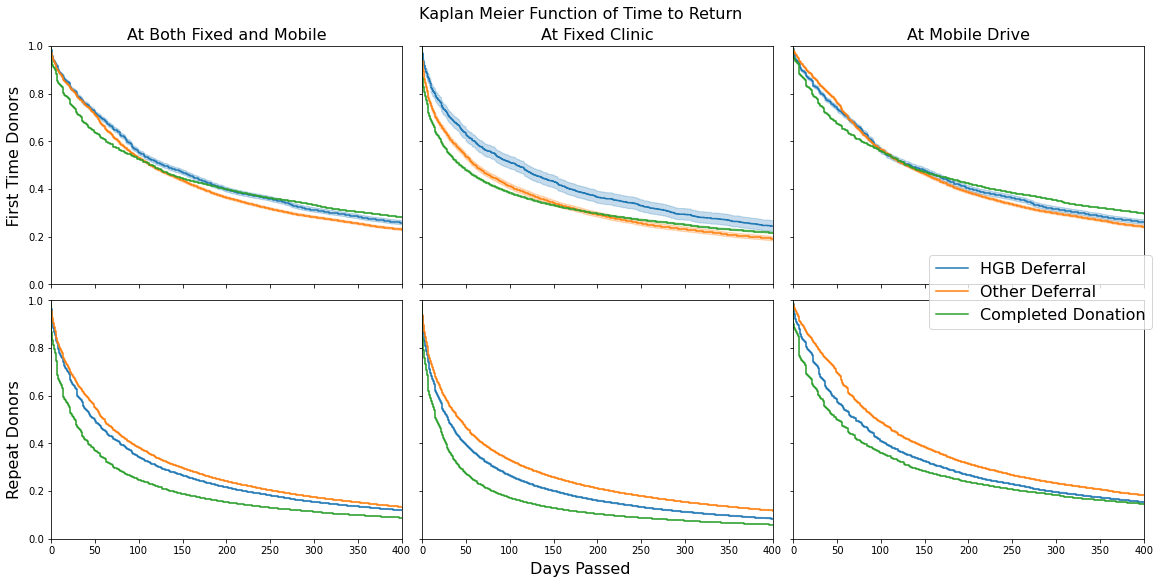 Kaplan Meier Function of Time to Return
At Both Fixed and Mobile
At Fixed Clinic
At Mobile Drive
First Time Donors
1.0
0.8
0.6
0.4
0.2
0.0
HGB Deferral
Other Deferral
Completed Donation
Repeat Donors
1.0
0.8
0.6
0.4
0.2
0.0
0 50 100 150 200 250 300 350 400
0 50 100 150 200 250 300 350 400
0 50 100 150 200 250 300 350 400
Days Passed